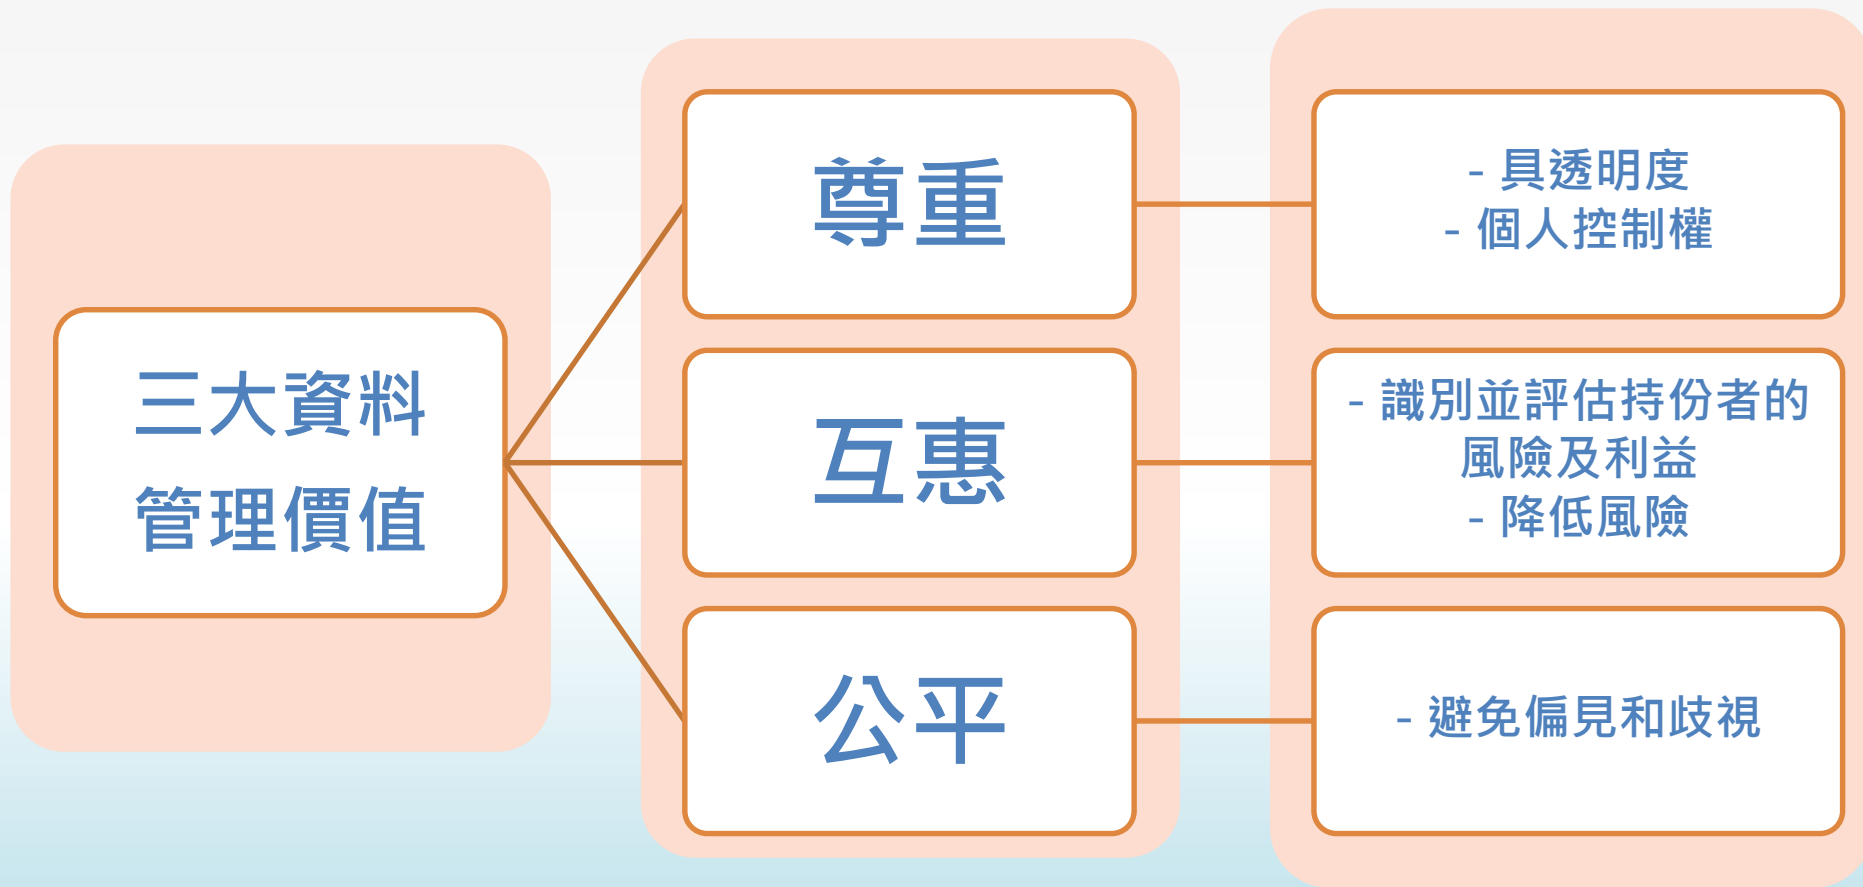 三大資料
管理價值
尊重
- 具透明度
- 個人控制權
互惠
- 識別並評估持份者的
風險及利益
- 降低風險
公平
- 避免偏見和歧視